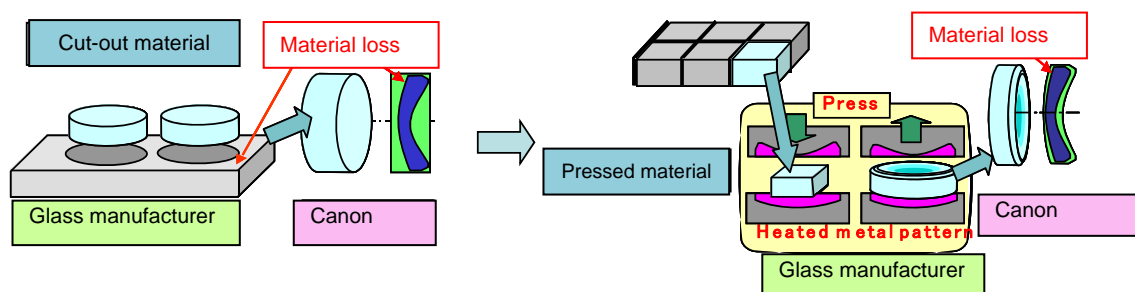 Cut-out material
Material loss
Glass manufacturer
Canon
Material loss
Press
Pressed material
Heated metal pattern
Canon
Glass manufacturer